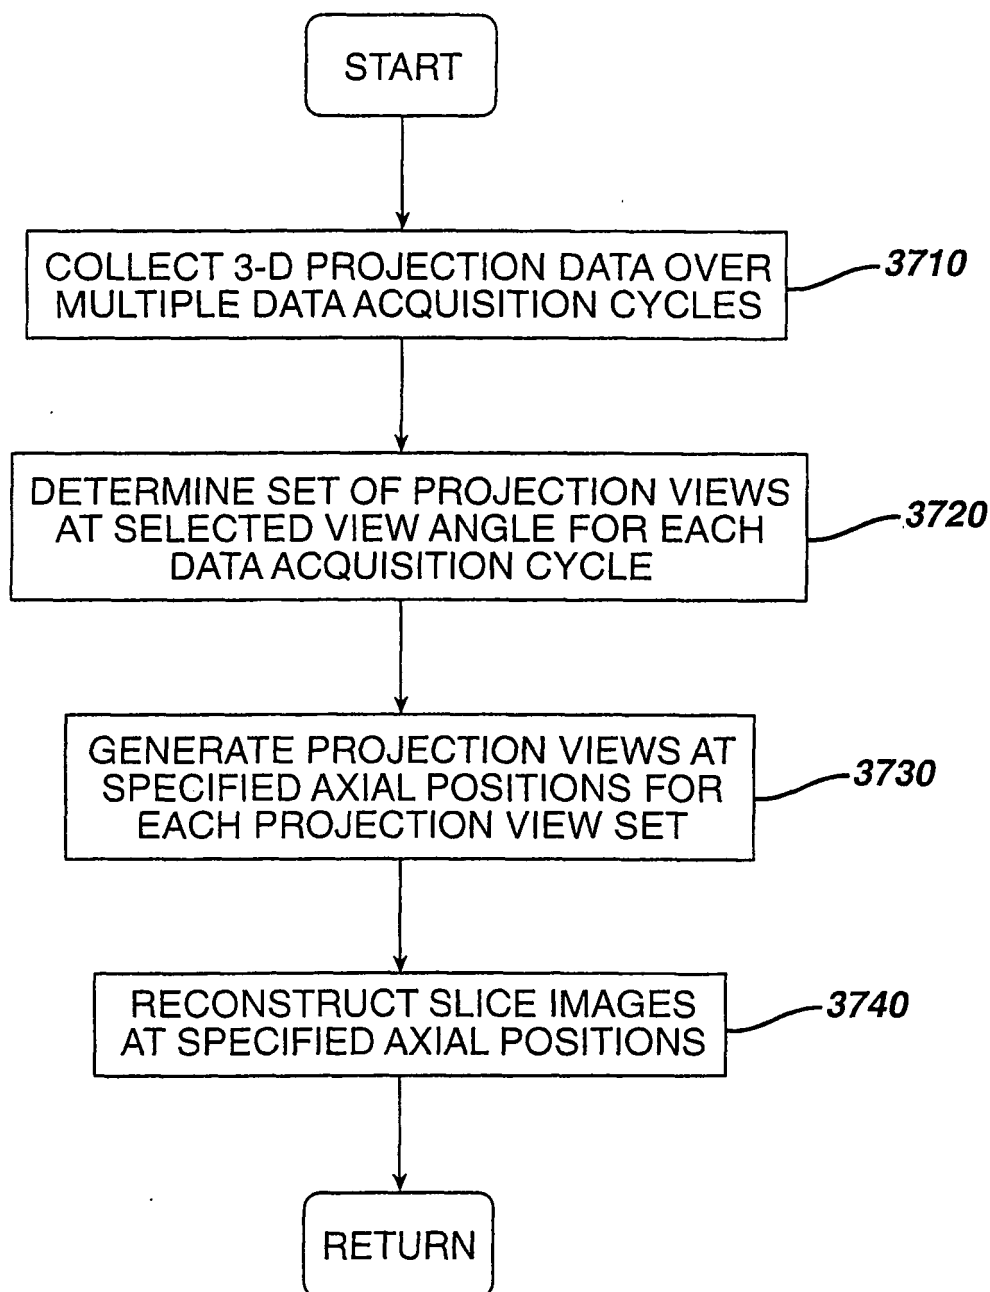 START
COLLECT 3-D PROJECTION DATA OVER
MULTIPLE DATA ACQUISITION CYCLES
3710
DETERMINE SET OF PROJECTION VIEWS
AT SELECTED VIEW ANGLE FOR EACH
DATA ACQUISITION CYCLE
3720
GENERATE PROJECTION VIEWS AT
SPECIFIED AXIAL POSITIONS FOR
EACH PROJECTION VIEW SET
3730
RECONSTRUCT SLICE IMAGES
AT SPECIFIED AXIAL POSITIONS
3740
RETURN